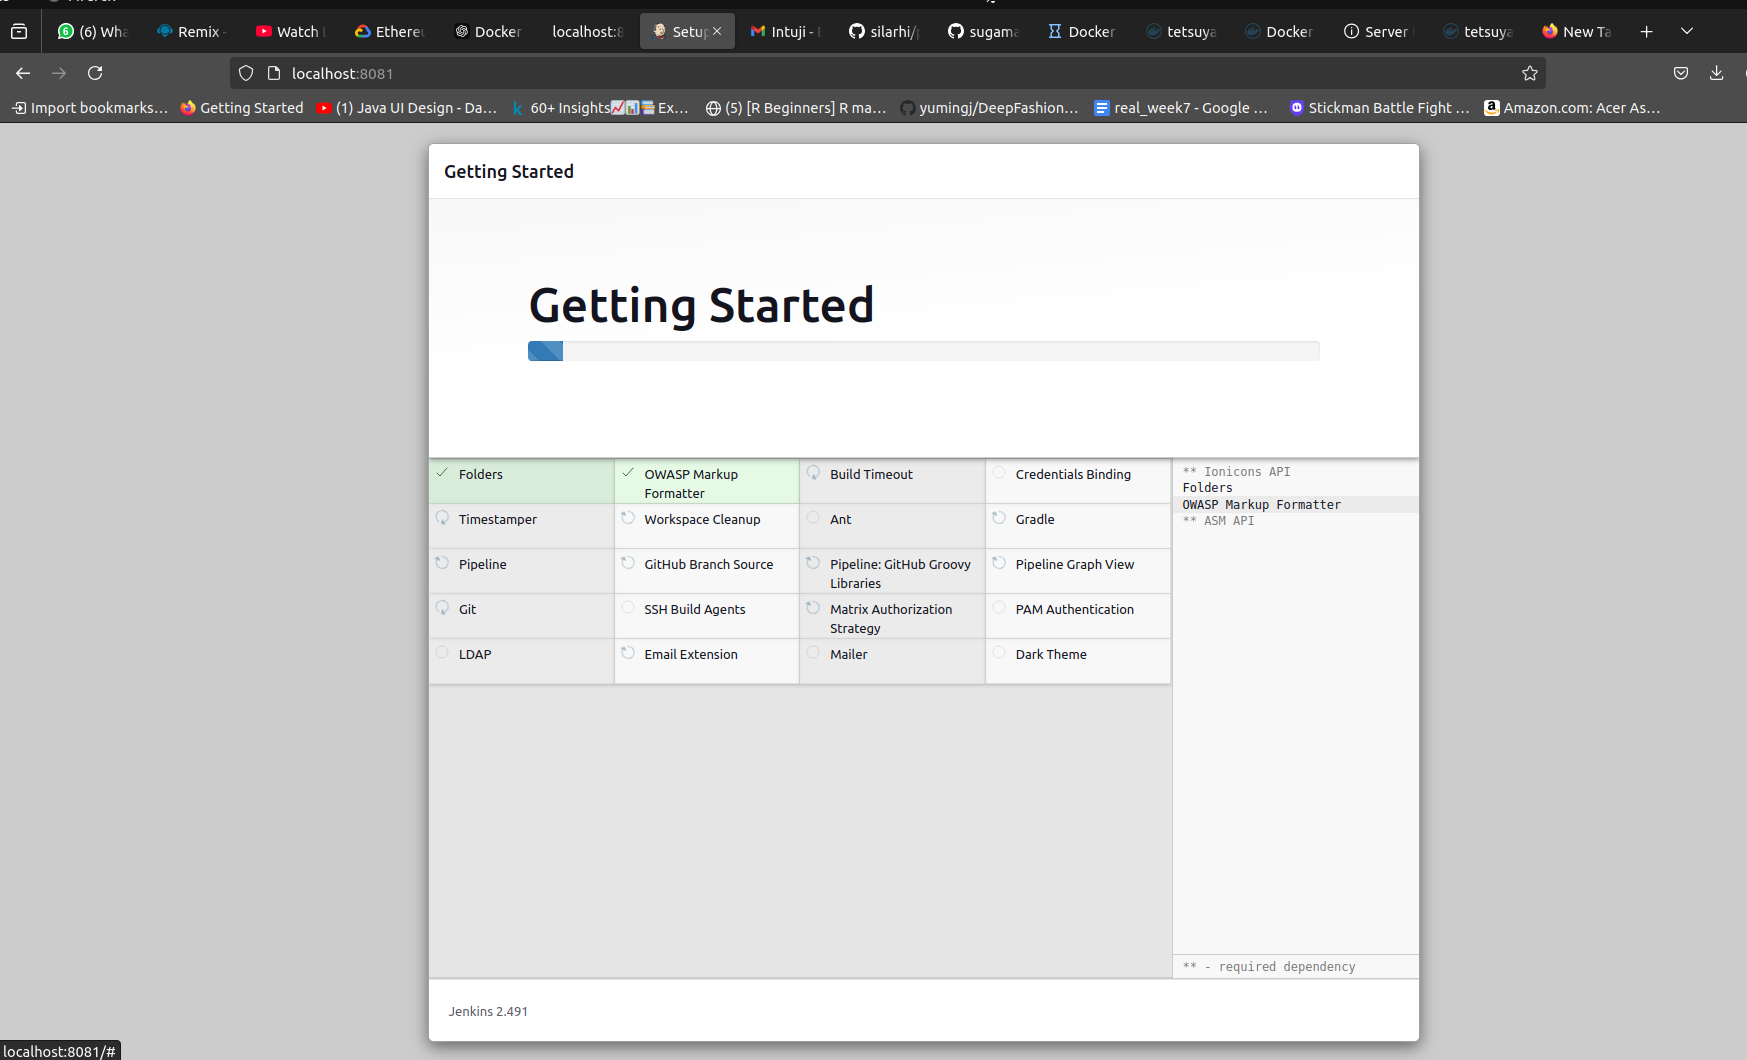 (6) Wha
Remix -
Watch
Ethereu
Docker
localhost:8
Setup
Intuji -
silarhi/
sugama
Docker
tetsuya
Docker
Server
tetsuya
New Ta
localhost:8081
Import bookmarks...
Getting Started
(1) Java UI Design - Da...
60+ Insights📈📊📚Ex...
(5) [R Beginners] R ma...
yumingj/DeepFashion...
real_week7 - Google ...
Stickman Battle Fight ...
Amazon.com: Acer As...
Getting Started
Getting Started
Folders
OWASP Markup
Formatter
Build Timeout
Credentials Binding
Timestamper
Workspace Cleanup
Ant
Gradle
Pipeline
GitHub Branch Source
Pipeline: GitHub Groovy
Libraries
Pipeline Graph View
Git
SSH Build Agents
Matrix Authorization
Strategy
PAM Authentication
LDAP
Email Extension
Mailer
Dark Theme
** Ionicons API
Folders
OWASP Markup Formatter
** ASM API
** - required dependency
Jenkins 2.491
localhost:8081/#